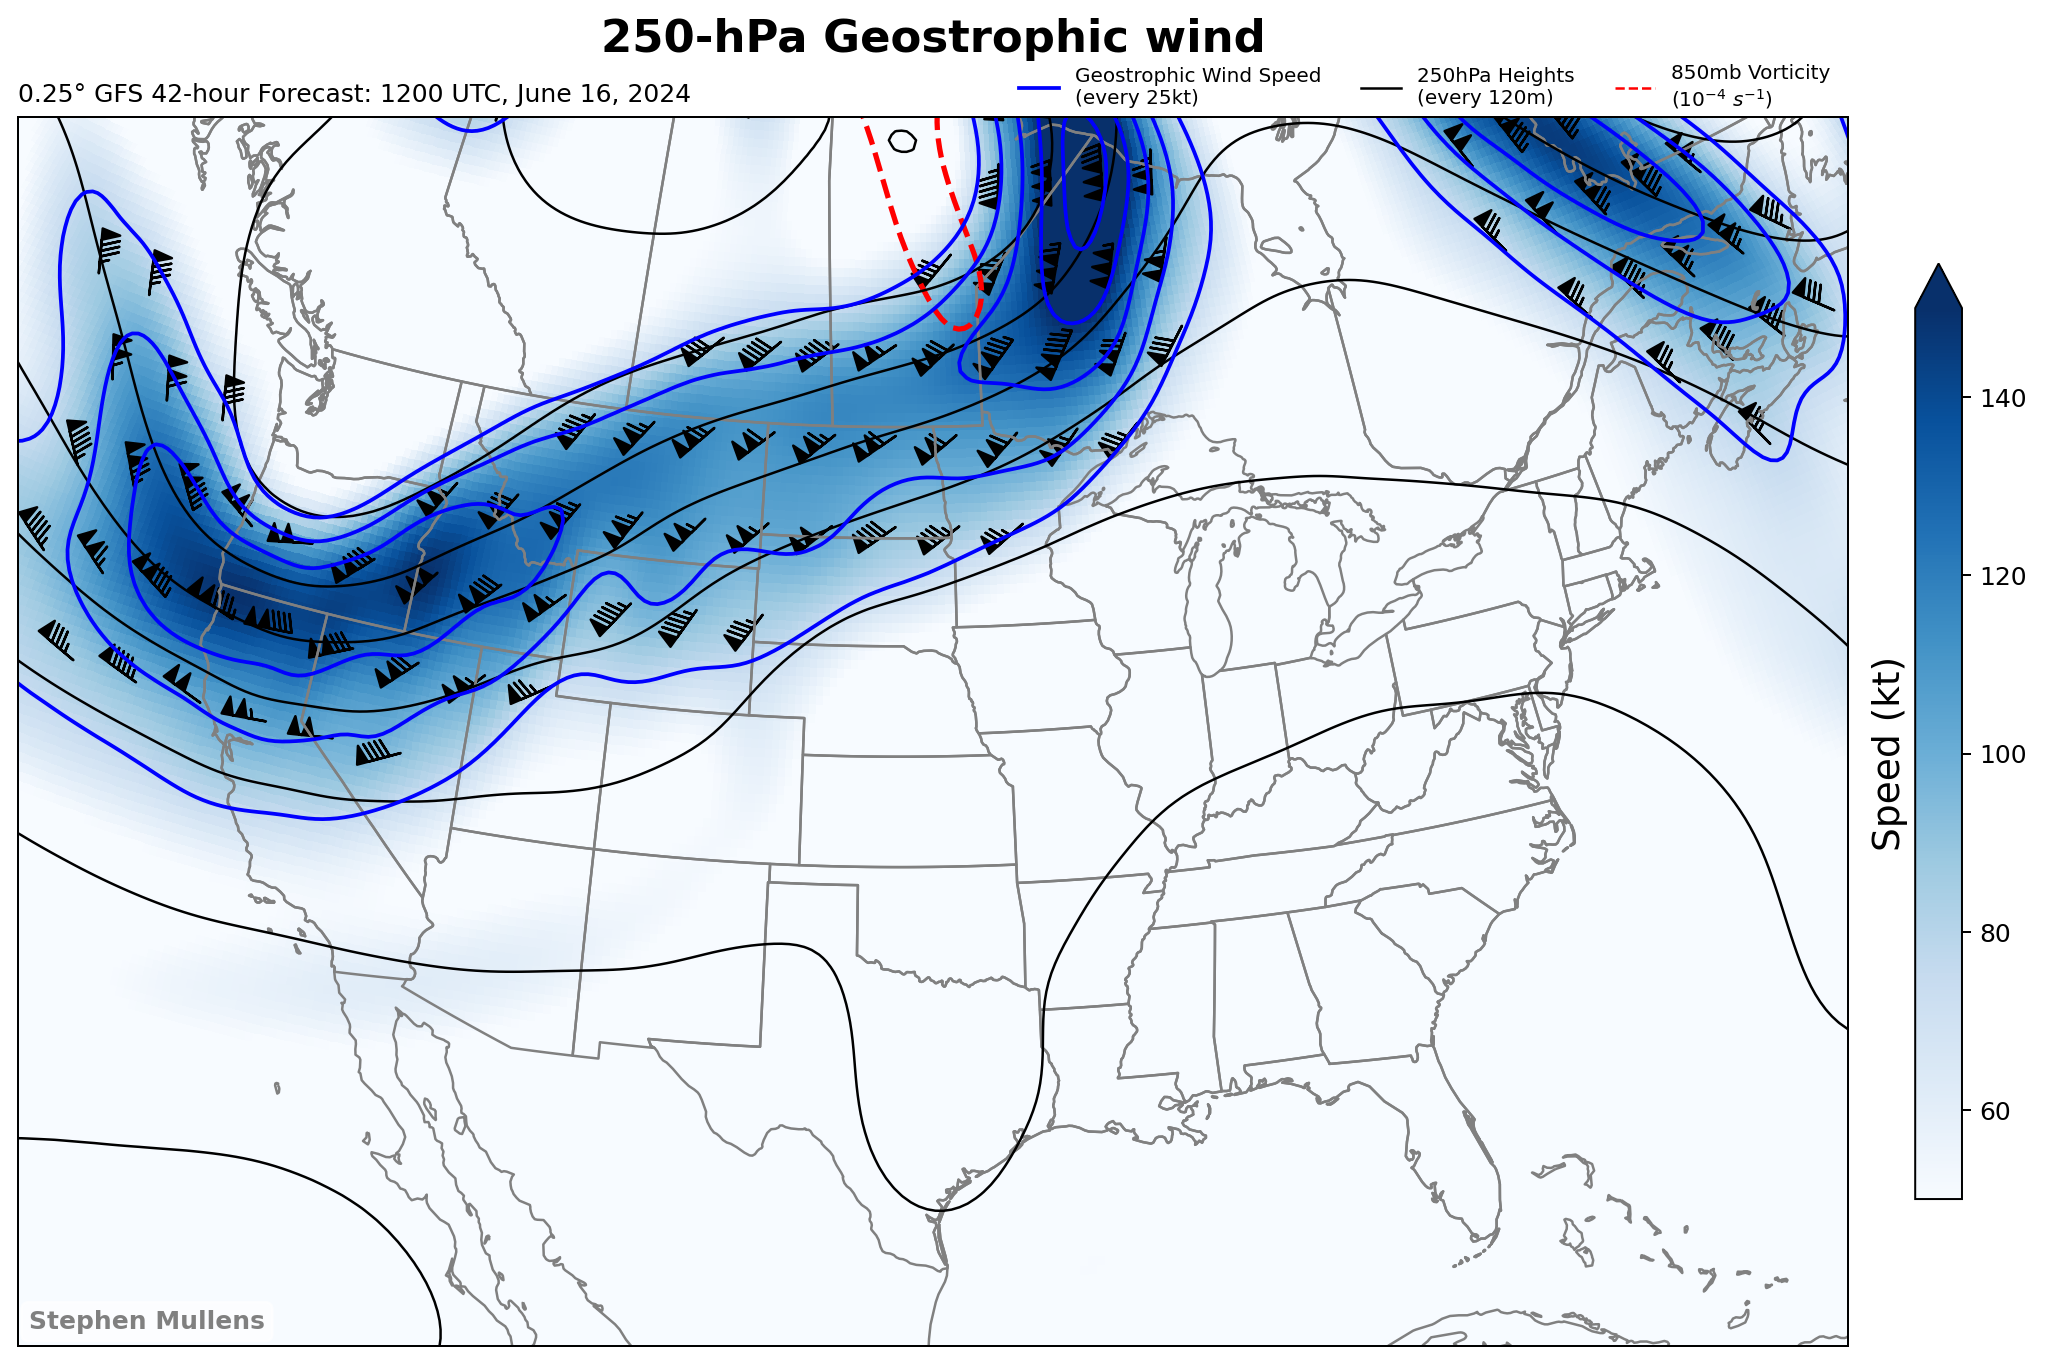 250-hPa Geostrophic wind
0.25° GFS 42-hour Forecast: 1200 UTC, June 16, 2024
Geostrophic Wind Speed
(every 25kt)
250hPa Heights
(every 120m)
850mb Vorticity
(10⁻⁴ s⁻¹)
140
120
100
80
60
Speed (kt)
Stephen Mullens